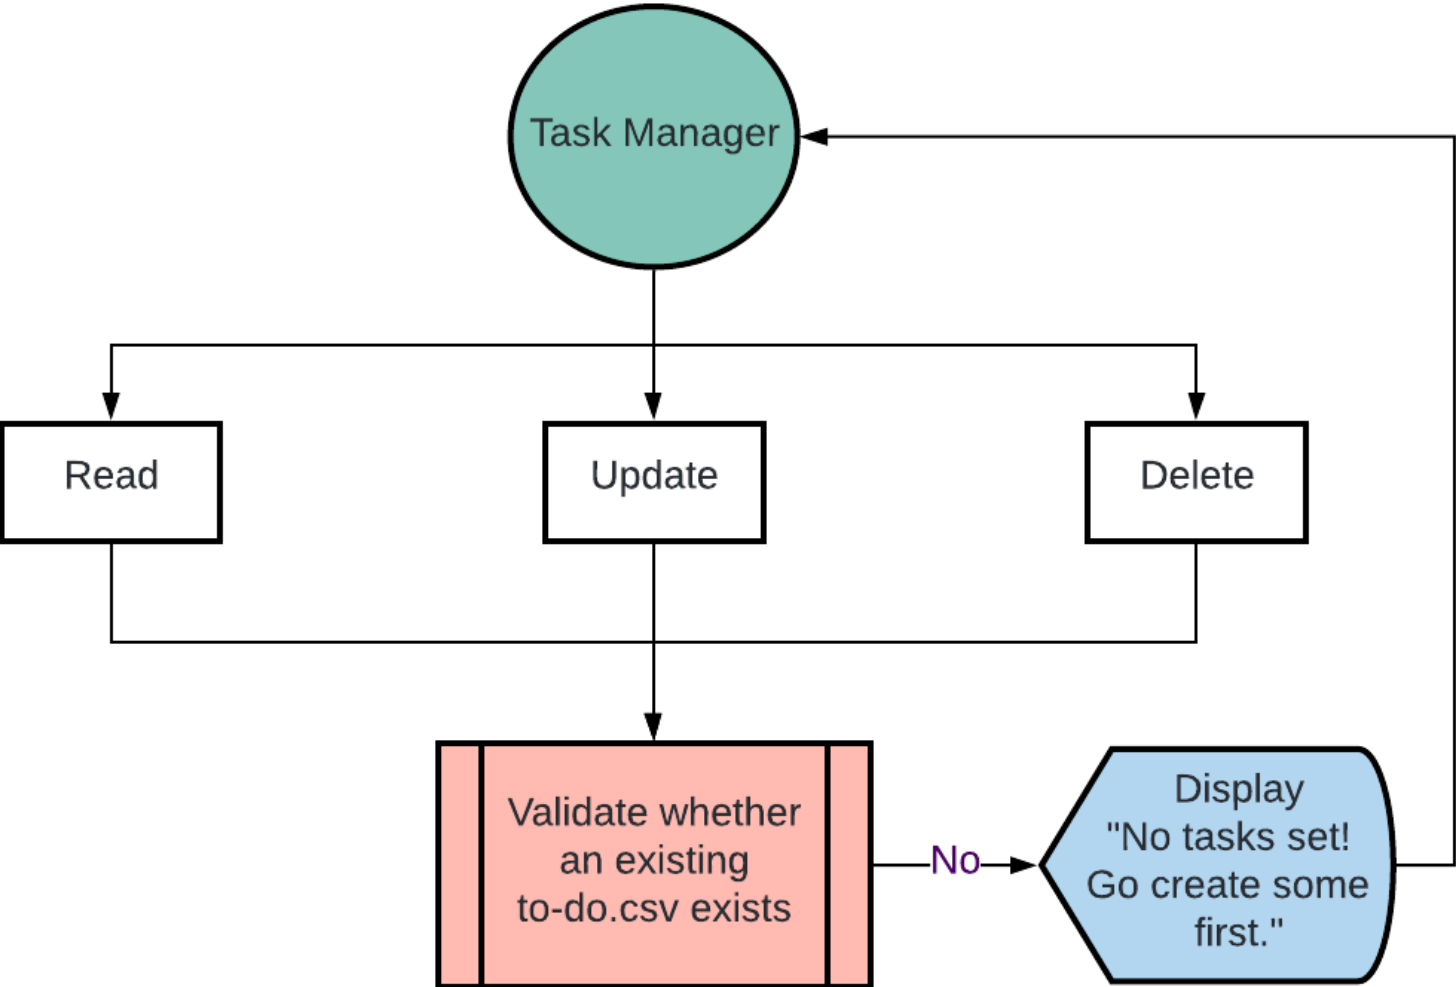 Task Manager
Read
Update
Delete
Validate whether
an existing
to-do.csv exists
No
Display
"No tasks set!
Go create some
first."